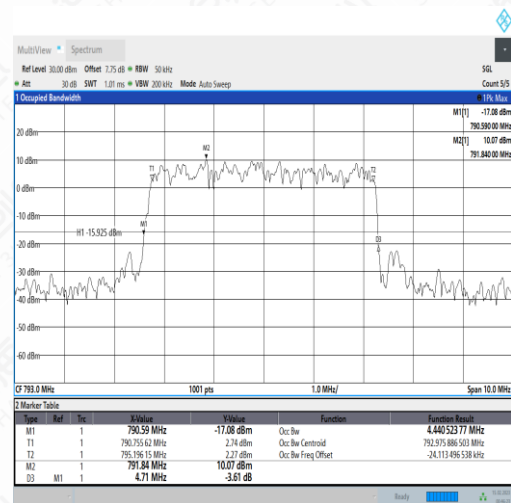 MultiView Spectrum
Ref Level 30.00 dBm Offset 7.75 dB RBW 50 kHz SGL
Att 30 dB SWT 1.01 ms VBW 200 kHz Mode Auto Sweep Count 5/5
1 Occupied Bandwidth 1Pk Max
M1[1] -17.08 dBm
790.590 00 MHz
M2[1] 10.07 dBm
791.840 00 MHz
20 dBm
M2
10 dBm
T1
T2
0 dBm
-10 dBm
M1
H1 -15.925 dBm
-20 dBm
D3
-30 dBm
-40 dBm
-50 dBm
-60 dBm
CF 793.0 MHz 1001 pts 1.0 MHz/ Span 10.0 MHz
2 Marker Table
Type Ref Trc X-Value Y-Value Function Function Result
M1 1 790.59 MHz -17.08 dBm Occ Bw 4.440 523 77 MHz
T1 1 790.755 62 MHz 2.74 dBm Occ Bw Centroid 792.975 886 503 MHz
T2 1 795.196 15 MHz 2.27 dBm Occ Bw Freq Offset -24.113 496 538 kHz
M2 1 791.84 MHz 10.07 dBm
D3 M1 1 4.71 MHz -3.61 dB
Ready